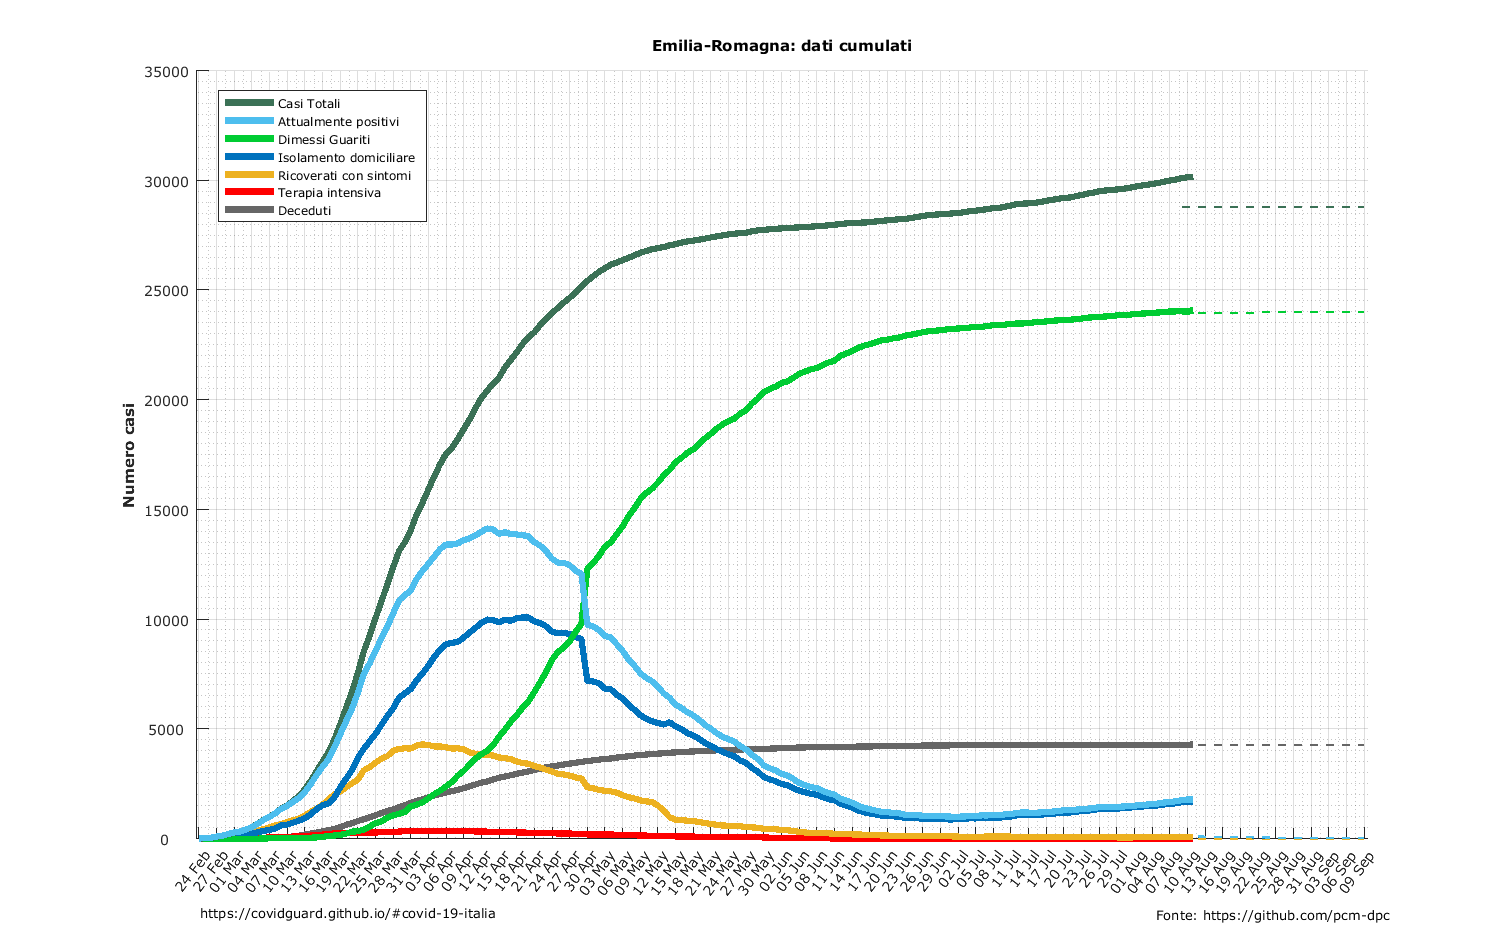 Emilia-Romagna: dati cumulati
35000
30000
25000
20000
15000
10000
5000
0
Numero casi
Casi Totali
Attualmente positivi
Dimessi Guariti
Isolamento domiciliare
Ricoverati con sintomi
Terapia intensiva
Deceduti
24 Feb
27 Feb
01 Mar
04 Mar
07 Mar
10 Mar
13 Mar
16 Mar
19 Mar
22 Mar
25 Mar
28 Mar
31 Mar
03 Apr
06 Apr
09 Apr
12 Apr
15 Apr
18 Apr
21 Apr
24 Apr
27 Apr
30 Apr
03 May
06 May
09 May
12 May
15 May
18 May
21 May
24 May
27 May
30 May
02 Jun
05 Jun
08 Jun
11 Jun
14 Jun
17 Jun
20 Jun
23 Jun
26 Jun
29 Jun
02 Jul
05 Jul
08 Jul
11 Jul
14 Jul
17 Jul
20 Jul
23 Jul
26 Jul
29 Jul
01 Aug
04 Aug
07 Aug
10 Aug
13 Aug
16 Aug
19 Aug
22 Aug
25 Aug
28 Aug
31 Aug
03 Sep
06 Sep
09 Sep
https://covidguard.github.io/#covid-19-italia
Fonte: https://github.com/pcm-dpc